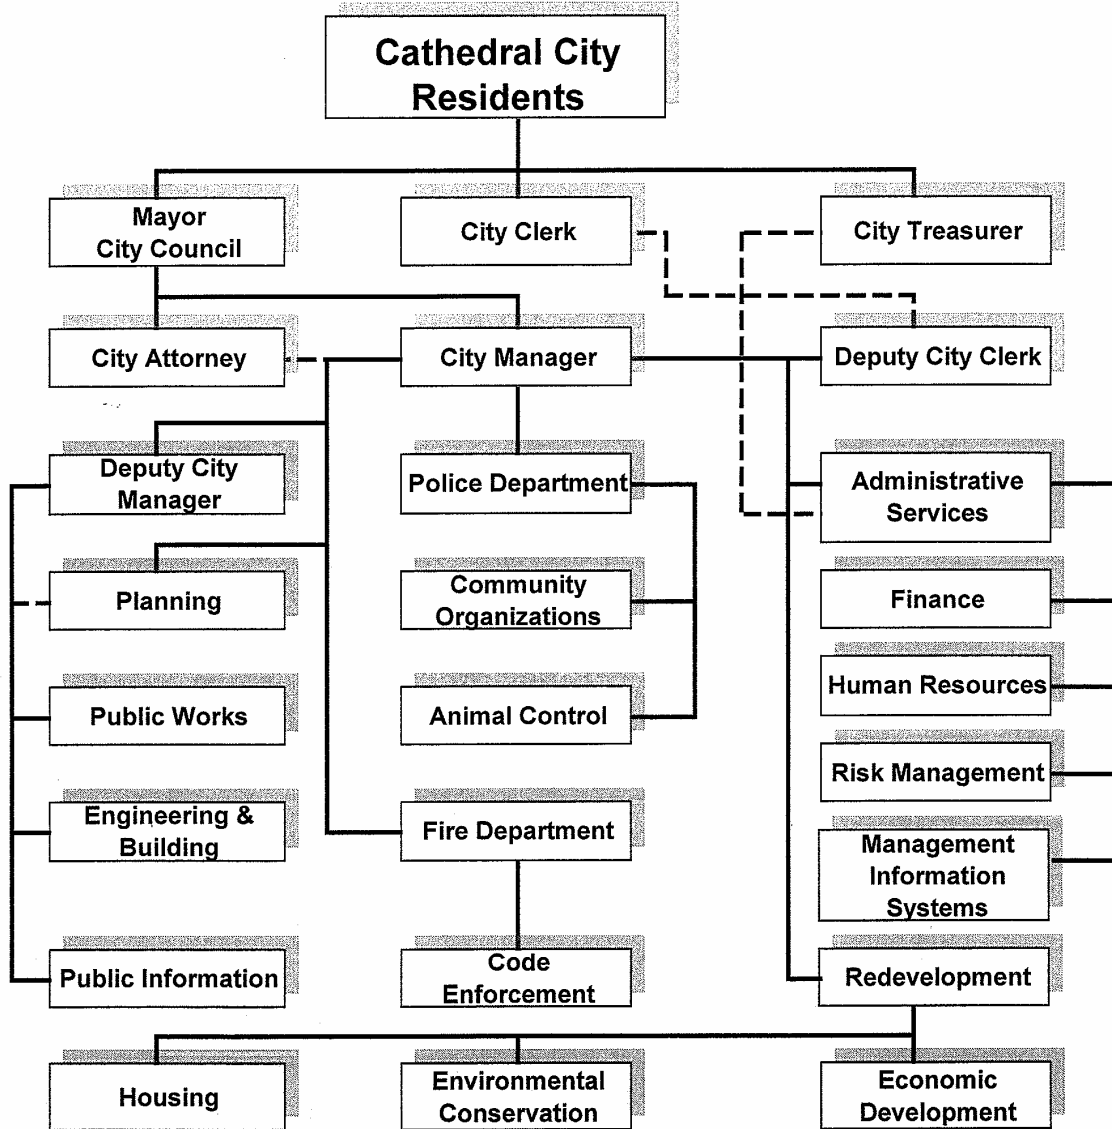 Cathedral City
Residents
Mayor
City Council
City Clerk
City Treasurer
City Attorney
City Manager
Deputy City Clerk
Deputy City
Manager
Police Department
Administrative
Services
Planning
Community
Organizations
Finance
Public Works
Animal Control
Human Resources
Risk Management
Engineering &
Building
Fire Department
Management
Information
Systems
Public Information
Code
Enforcement
Redevelopment
Housing
Environmental
Conservation
Economic
Development